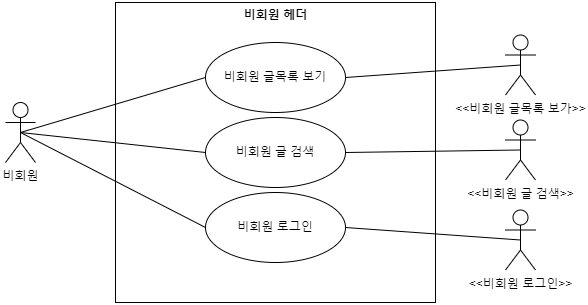 비회원 헤더
비회원 글목록 보기
<<비회원 글목록 보가>>
비회원 글 검색
비회원
<<비회원 글 검색>>
비회원 로그인
<<비회원 로그인>>